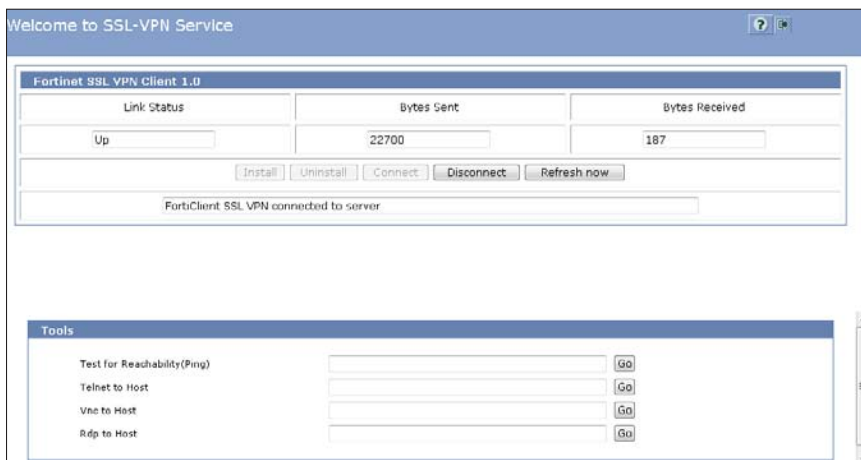 Welcome to SSL-VPN Service
?
Fortinet SSL VPN Client 1.0
Link Status Bytes Sent Bytes Received
Up 22700 187
Install Uninstall Connect Disconnect Refresh now
FortiClient SSL VPN connected to server
Tools
Test for Reachability(Ping) Go
Telnet to Host Go
Vnc to Host Go
Rdp to Host Go